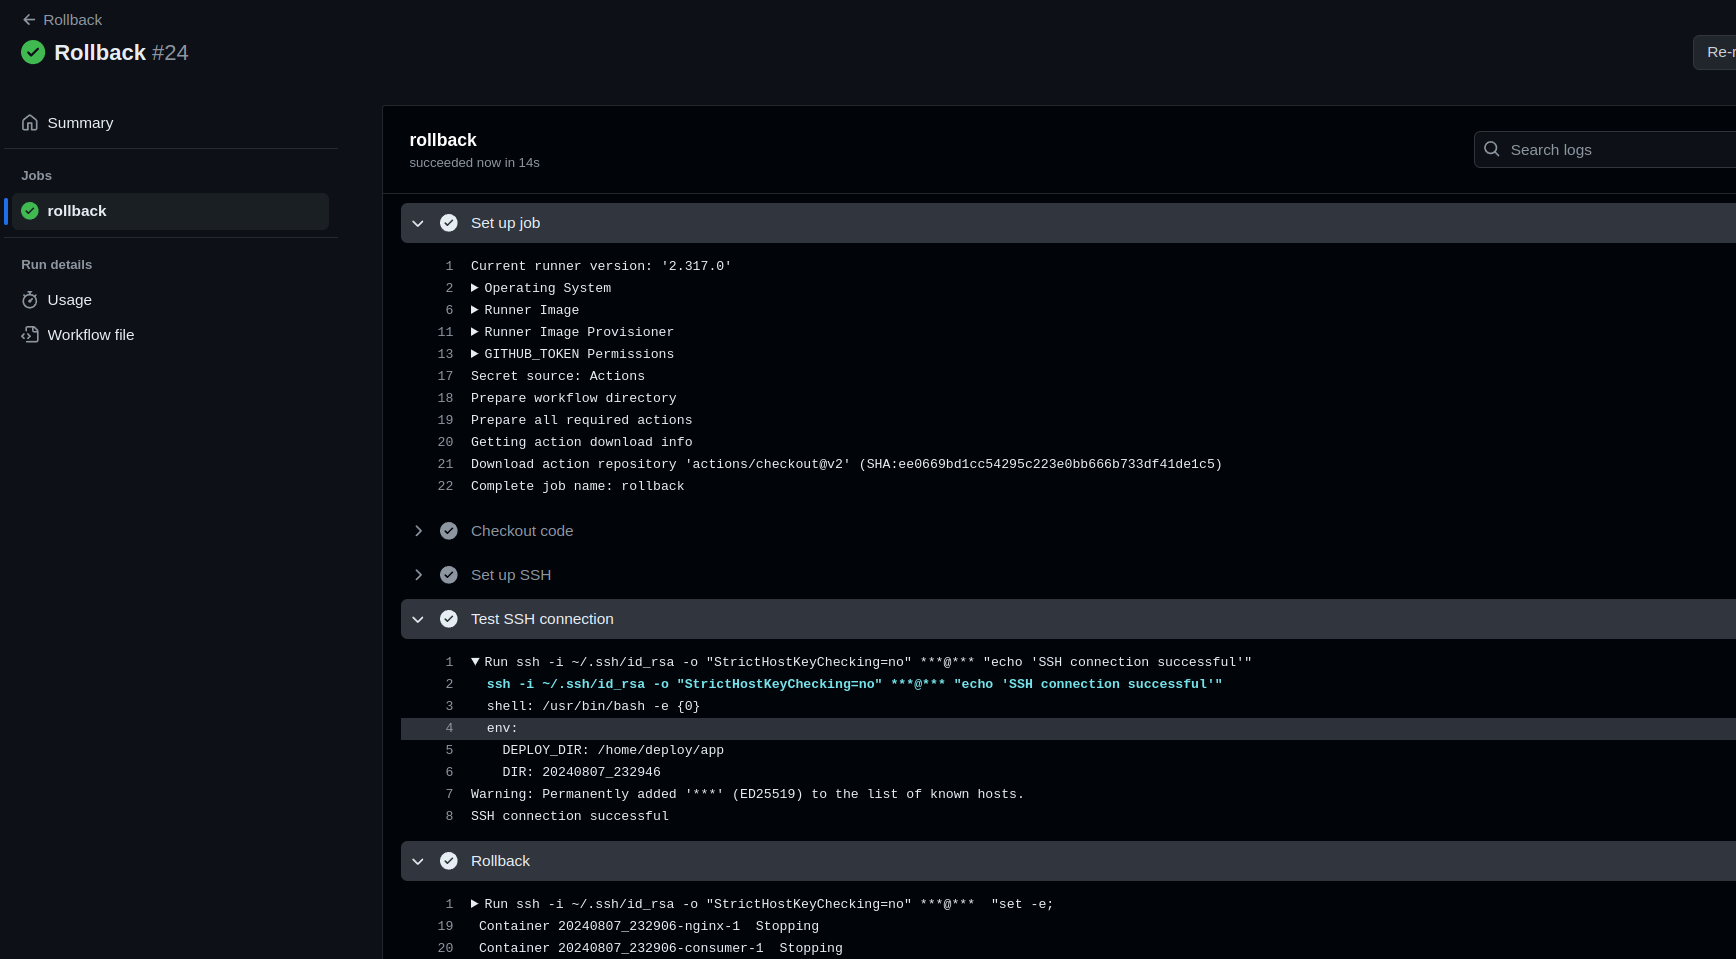 Rollback
Rollback #24
Re-r
Summary
Jobs
rollback
Run details
Usage
Workflow file
rollback
succeeded now in 14s
Search logs
Set up job
1 Current runner version: '2.317.0'
2 Operating System
6 Runner Image
11 Runner Image Provisioner
13 GITHUB_TOKEN Permissions
17 Secret source: Actions
18 Prepare workflow directory
19 Prepare all required actions
20 Getting action download info
21 Download action repository 'actions/checkout@v2' (SHA:ee0669bd1cc54295c223e0bb666b733df41de1c5)
22 Complete job name: rollback
Checkout code
Set up SSH
Test SSH connection
1 Run ssh -i ~/.ssh/id_rsa -o "StrictHostKeyChecking=no" ***@*** "echo 'SSH connection successful'"
2 ssh -i ~/.ssh/id_rsa -o "StrictHostKeyChecking=no" ***@*** "echo 'SSH connection successful'"
3 shell: /usr/bin/bash -e {0}
4 env:
5 DEPLOY_DIR: /home/deploy/app
6 DIR: 20240807_232946
7 Warning: Permanently added '***' (ED25519) to the list of known hosts.
8 SSH connection successful
Rollback
1 Run ssh -i ~/.ssh/id_rsa -o "StrictHostKeyChecking=no" ***@***  "set -e;
19 Container 20240807_232906-nginx-1  Stopping
20 Container 20240807_232906-consumer-1  Stopping